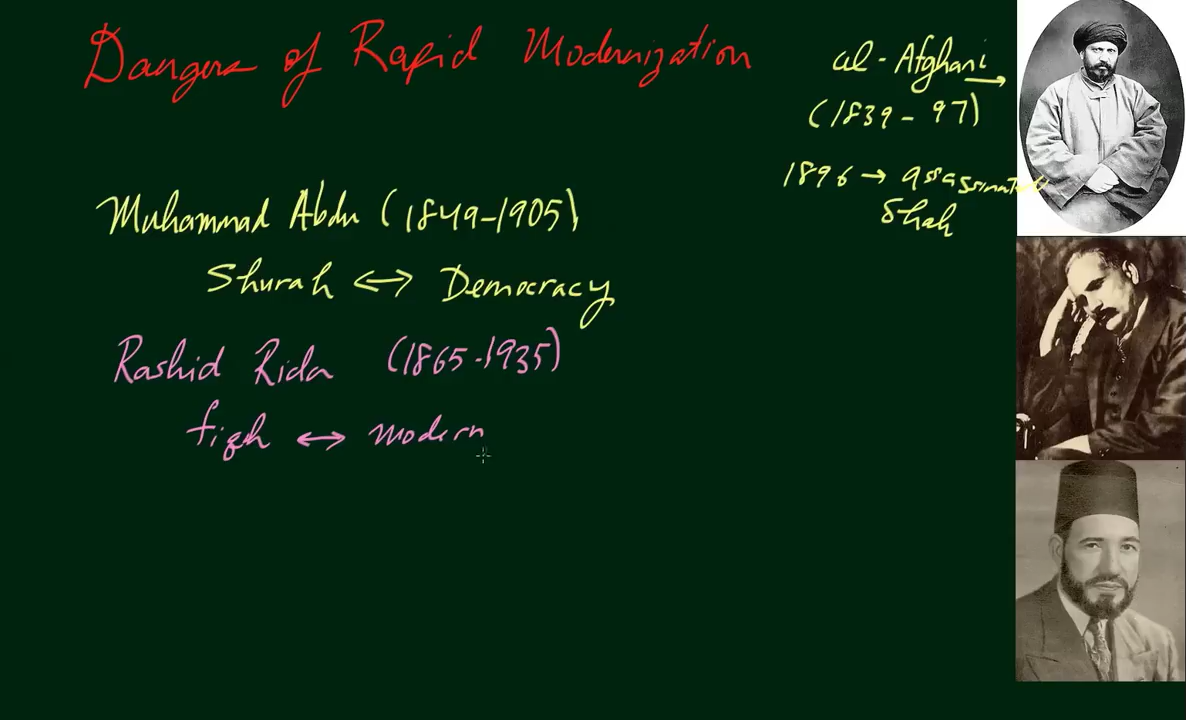 Dangers of Rapid Modernization
al-Afghani →
(1839-97)
1896 → assassinated
Shah
Muhammad Abdu (1849-1905)
Shurah ↔ Democracy
Rashid Rida (1865-1935)
fiqh ↔ modern